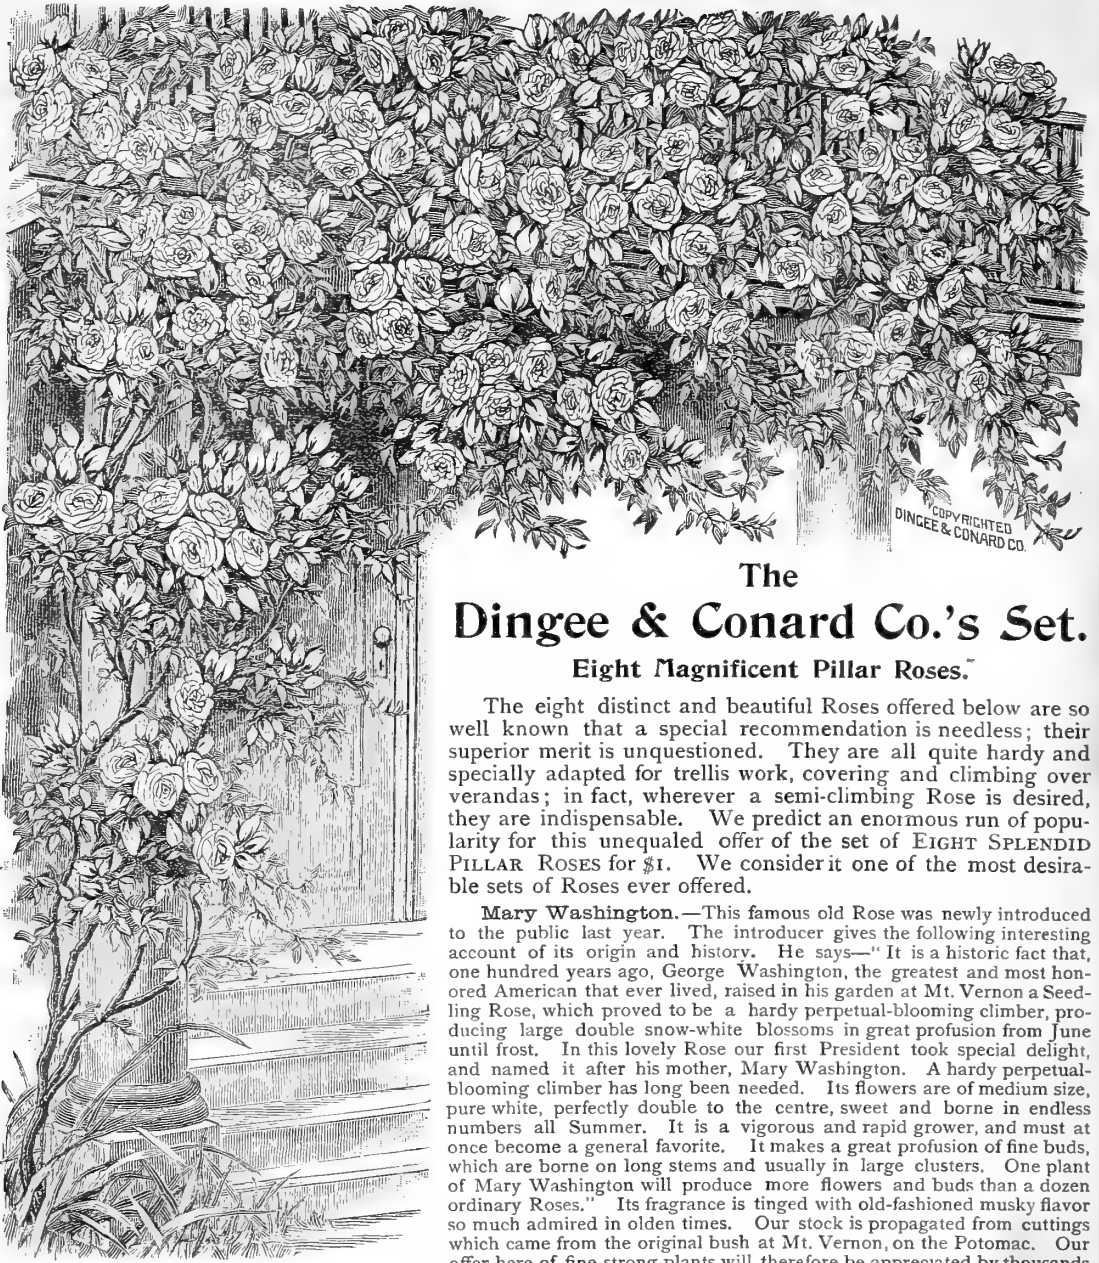 COPYRIGHTED
DINGEE & CONARD CO.
The
Dingee & Conard Co.'s Set.
Eight Magnificent Pillar Roses.
The eight distinct and beautiful Roses offered below are so
well known that a special recommendation is needless; their
superior merit is unquestioned. They are all quite hardy and
specially adapted for trellis work, covering and climbing over
verandas; in fact, wherever a semi-climbing Rose is desired,
they are indispensable. We predict an enormous run of popu-
larity for this unequaled offer of the set of EIGHT SPLENDID
PILLAR ROSES for $1. We consider it one of the most desira-
ble sets of Roses ever offered.
Mary Washington.—This famous old Rose was newly introduced
to the public last year. The introducer gives the following interesting
account of its origin and history. He says—"It is a historic fact that,
one hundred years ago, George Washington, the greatest and most hon-
ored American that ever lived, raised in his garden at Mt. Vernon a Seed-
ling Rose, which proved to be a hardy perpetual-blooming climber, pro-
ducing large double snow-white blossoms in great profusion from June
until frost. In this lovely Rose our first President took special delight,
and named it after his mother, Mary Washington. A hardy perpetual-
blooming climber has long been needed. Its flowers are of medium size,
pure white, perfectly double to the centre, sweet and borne in endless
numbers all Summer. It is a vigorous and rapid grower, and must at
once become a general favorite. It makes a great profusion of fine buds,
which are borne on long stems and usually in large clusters. One plant
of Mary Washington will produce more flowers and buds than a dozen
ordinary Roses." Its fragrance is tinged with old-fashioned musky flavor
so much admired in olden times. Our stock is propagated from cuttings
which came from the original bush at Mt. Vernon, on the Potomac. Our
offer here of fine strong plants will therefore be appreciated by thousands